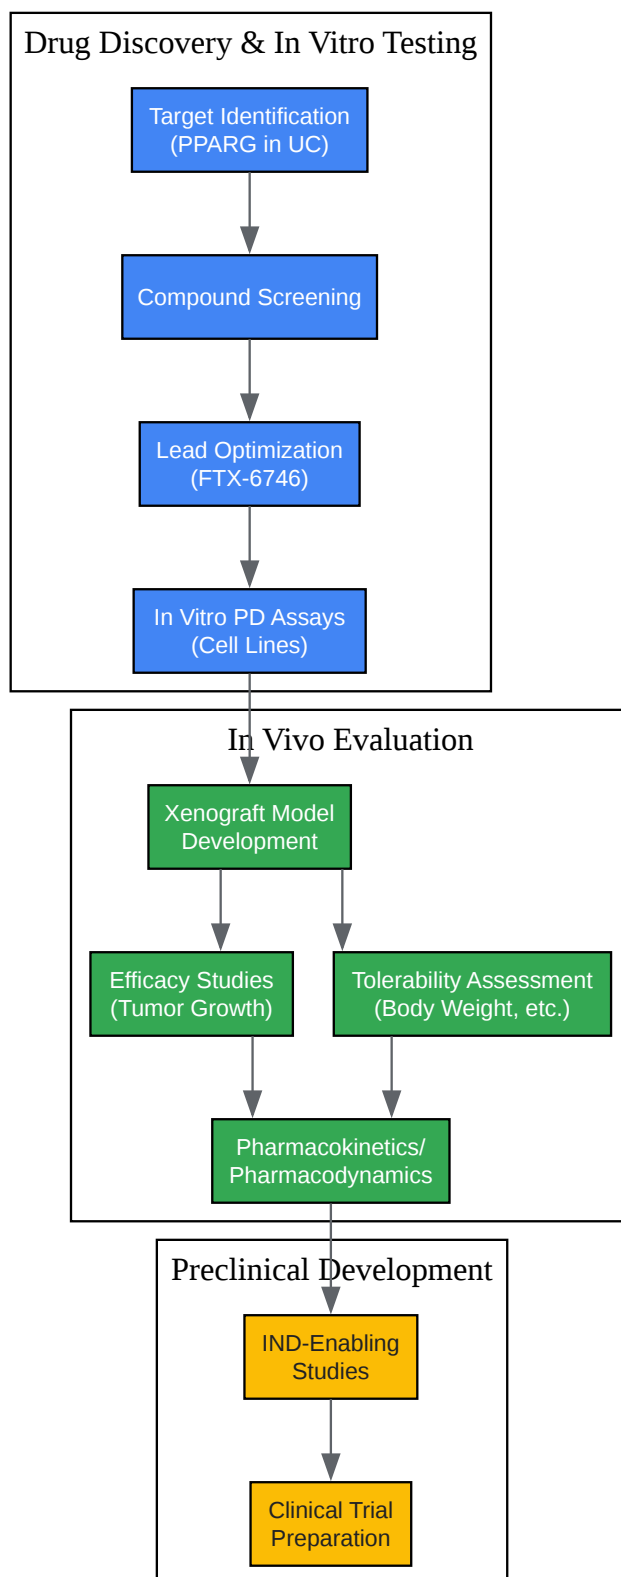 Drug Discovery & In Vitro Testing
Target Identification
(PPARG in UC)
Compound Screening
Lead Optimization
(FTX-6746)
In Vitro PD Assays
(Cell Lines)
In Vivo Evaluation
Xenograft Model
Development
Efficacy Studies
(Tumor Growth)
Tolerability Assessment
(Body Weight, etc.)
Pharmacokinetics/
Pharmacodynamics
Preclinical Development
IND-Enabling
Studies
Clinical Trial
Preparation